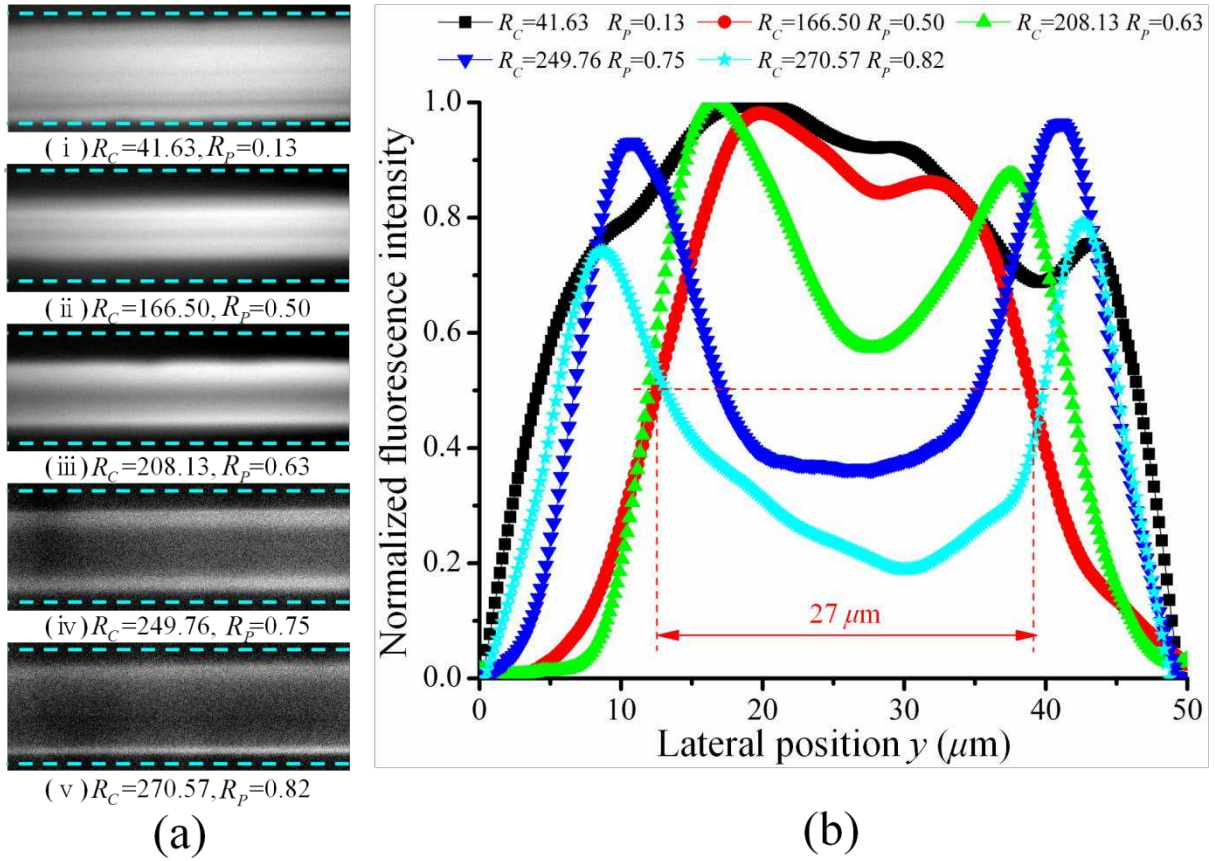 (ⅰ)R_C=41.63, R_P=0.13
(ⅱ)R_C=166.50, R_P=0.50
(ⅲ)R_C=208.13, R_P=0.63
(ⅳ)R_C=249.76, R_P=0.75
(ⅴ)R_C=270.57, R_P=0.82
(a)
R_C=41.63 R_P=0.13 R_C=166.50 R_P=0.50 R_C=208.13 R_P=0.63
R_C=249.76 R_P=0.75 R_C=270.57 R_P=0.82
Normalized fluorescence intensity
1.0
0.8
0.6
0.4
0.2
0.0
27 μm
0 10 20 30 40 50
Lateral position y (μm)
(b)